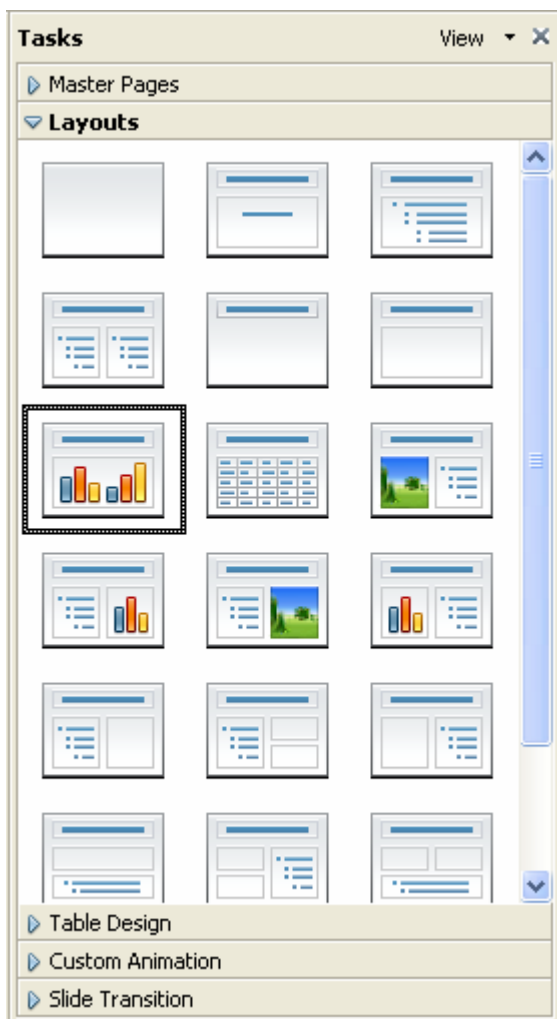 Tasks View
Master Pages
Layouts
Table Design
Custom Animation
Slide Transition